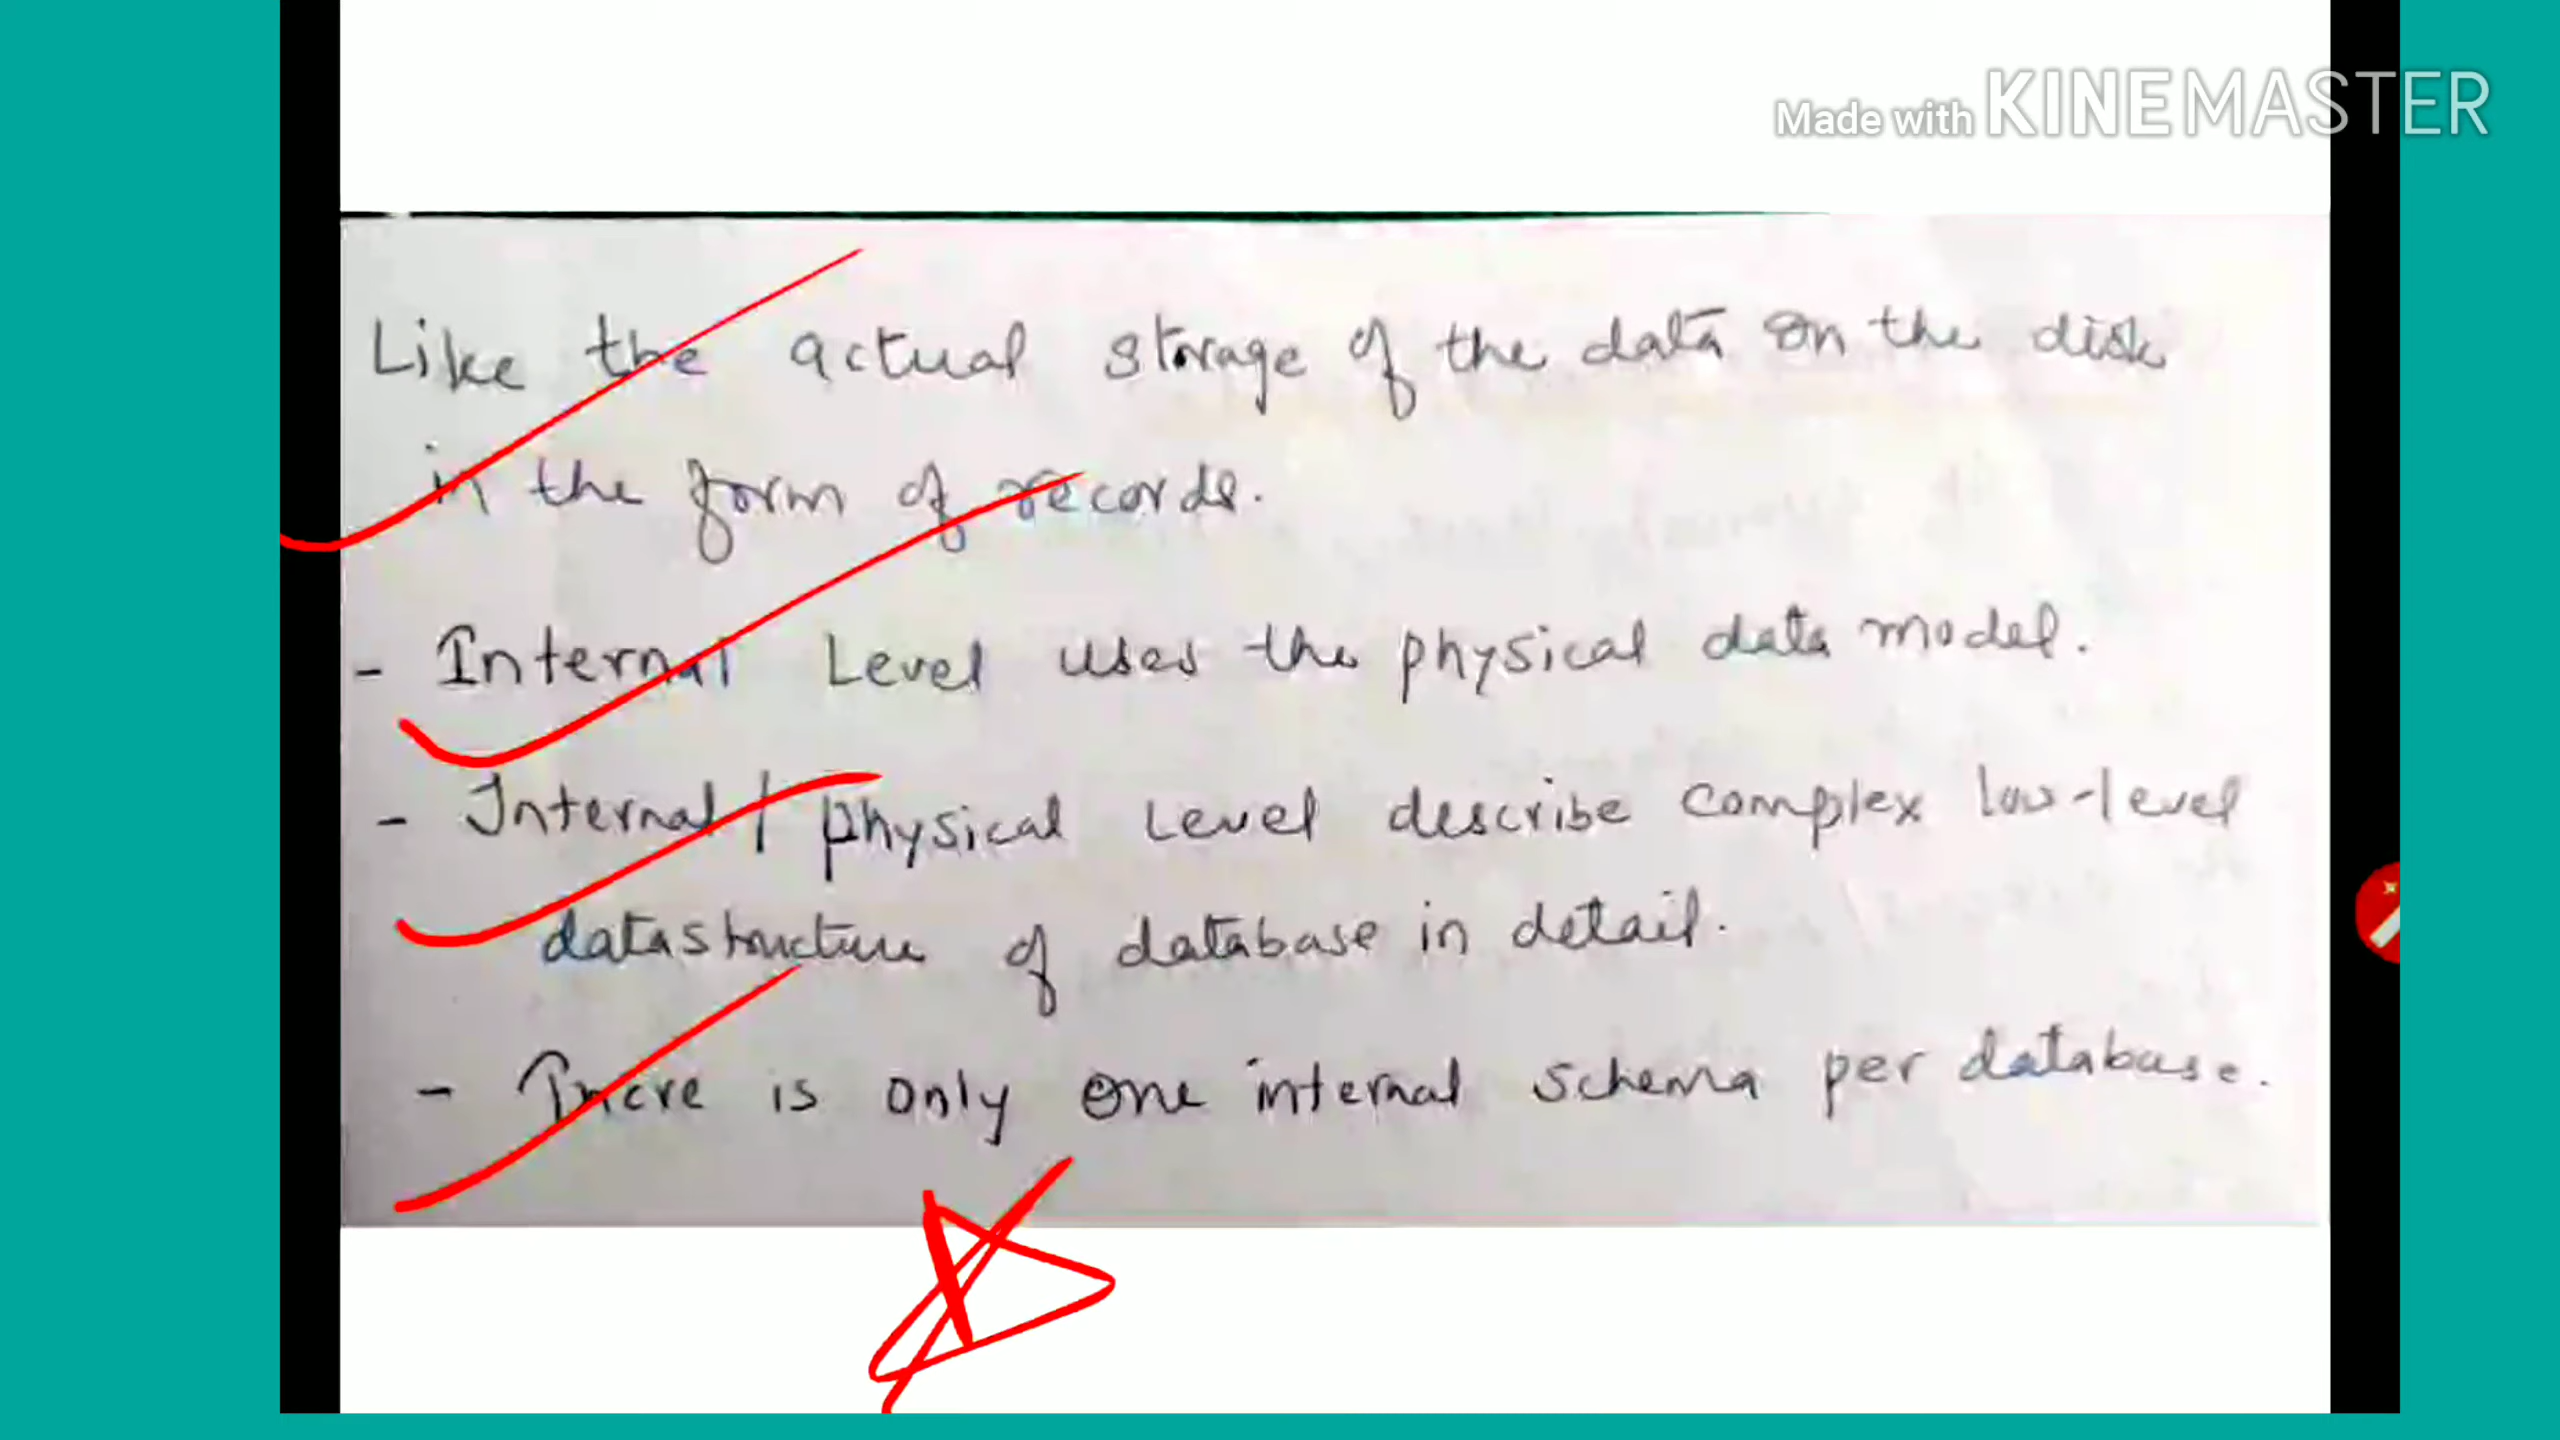 Made with KINEMASTER
Like the actual storage of the data on the disk
in the form of records.
- Internal Level uses the physical data model.
- Internal / physical Level describe complex low-level
datastructure of database in detail.
- There is only one internal schema per database.